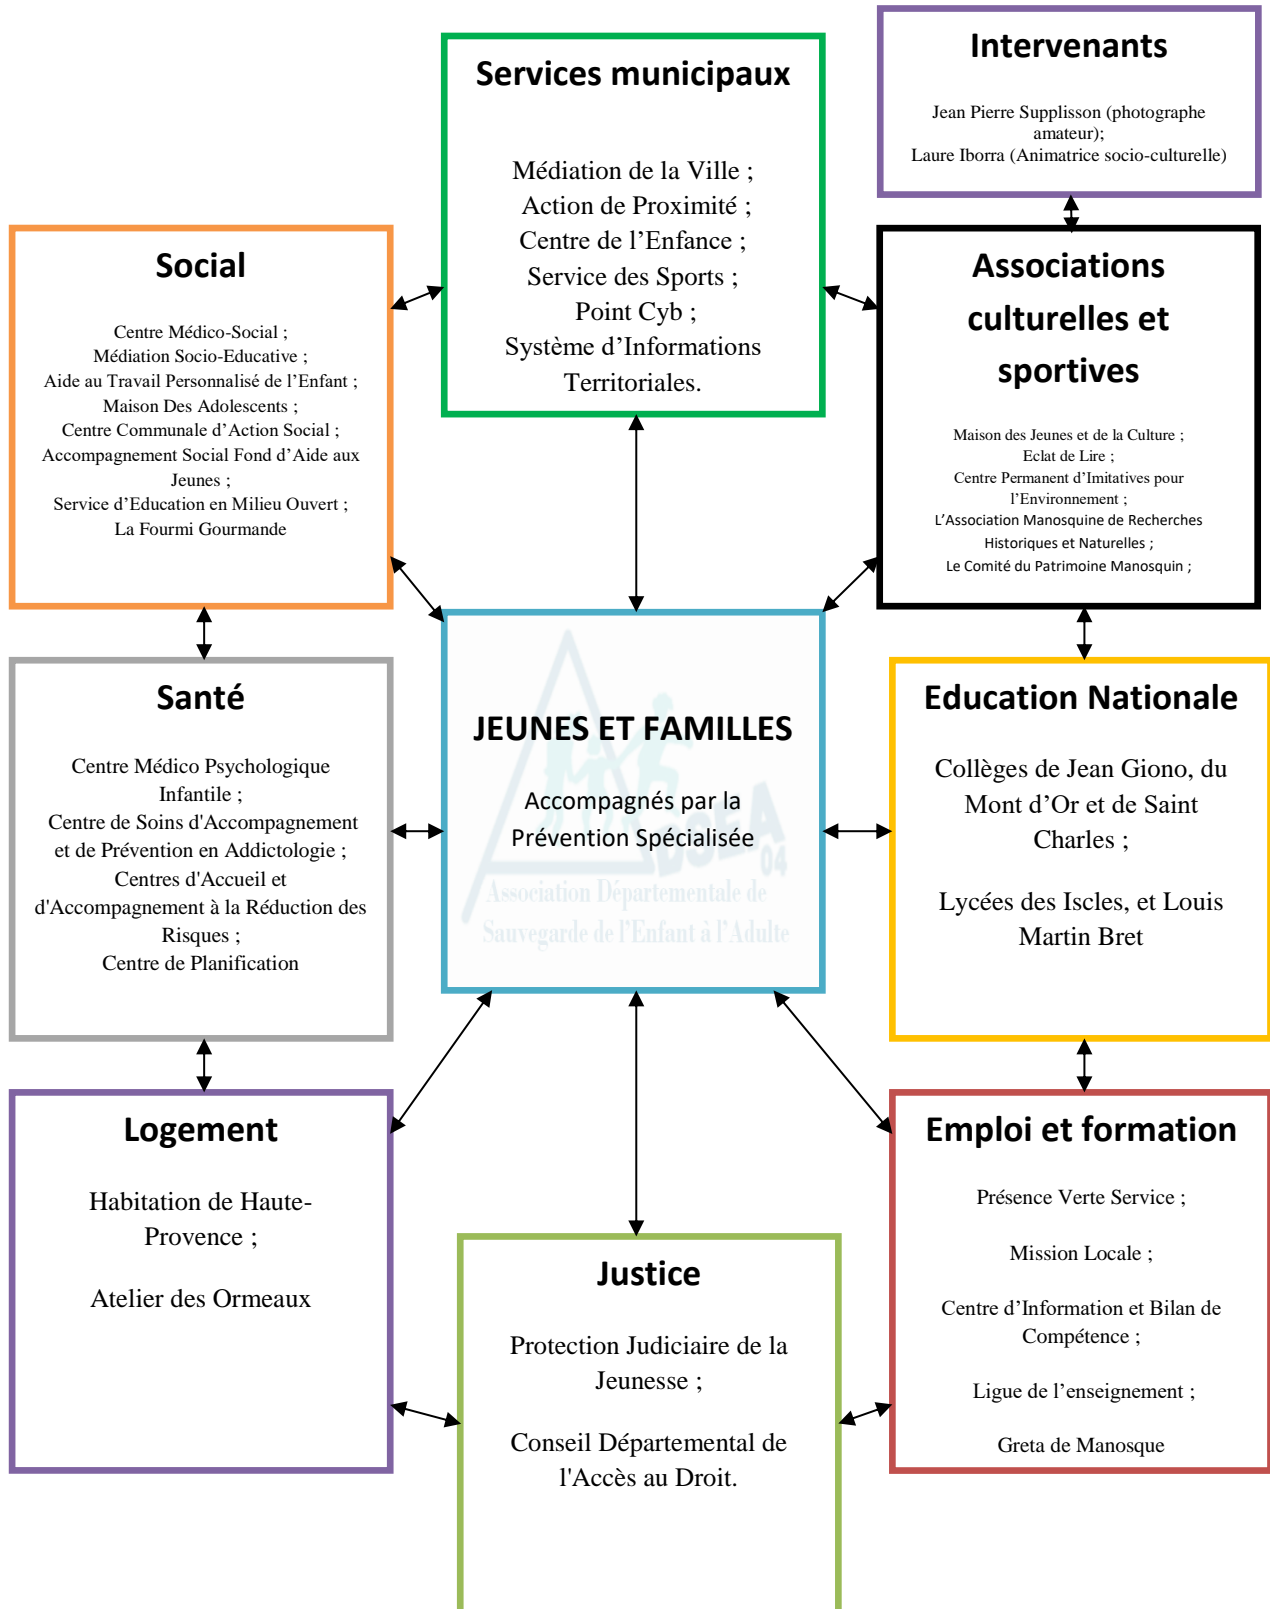 Services municipaux
Médiation de la Ville ;
Action de Proximité ;
Centre de l’Enfance ;
Service des Sports ;
Point Cyb ;
Système d’Informations
Territoriales.
Intervenants
Jean Pierre Supplisson (photographe
amateur);
Laure Iborra (Animatrice socio-culturelle)
Social
Centre Médico-Social ;
Médiation Socio-Educative ;
Aide au Travail Personnalisé de l’Enfant ;
Maison Des Adolescents ;
Centre Communale d’Action Social ;
Accompagnement Social Fond d’Aide aux
Jeunes ;
Service d’Education en Milieu Ouvert ;
La Fourmi Gourmande
Associations
culturelles et
sportives
Maison des Jeunes et de la Culture ;
Eclat de Lire ;
Centre Permanent d’Imitatives pour
l’Environnement ;
L’Association Manosquine de Recherches
Historiques et Naturelles ;
Le Comité du Patrimoine Manosquin ;
Santé
Centre Médico Psychologique
Infantile ;
Centre de Soins d'Accompagnement
et de Prévention en Addictologie ;
Centres d'Accueil et
d'Accompagnement à la Réduction des
Risques ;
Centre de Planification
JEUNES ET FAMILLES
Accompagnés par la
Prévention Spécialisée
DSEA
04
Association Départementale de
Sauvegarde de l'Enfant à l'Adulte
Education Nationale
Collèges de Jean Giono, du
Mont d’Or et de Saint
Charles ;
Lycées des Iscles, et Louis
Martin Bret
Logement
Habitation de Haute-
Provence ;
Atelier des Ormeaux
Justice
Protection Judiciaire de la
Jeunesse ;
Conseil Départemental de
l'Accès au Droit.
Emploi et formation
Présence Verte Service ;
Mission Locale ;
Centre d’Information et Bilan de
Compétence ;
Ligue de l’enseignement ;
Greta de Manosque